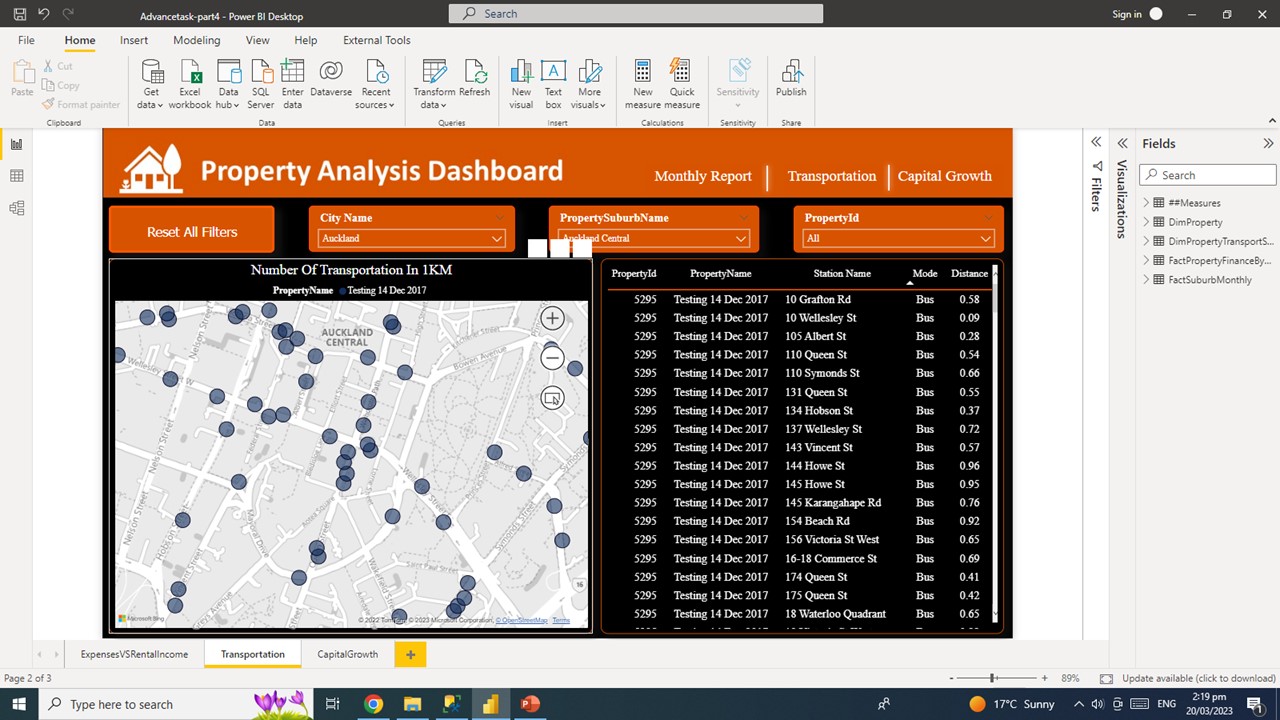 Advancetask-part4 - Power BI Desktop
Search
Sign in
File Home Insert Modeling View Help External Tools
Paste
Cut
Copy
Format painter
Clipboard
Get data
Excel workbook
Data hub
SQL Server
Enter data
Dataverse
Recent sources
Data
Transform data
Refresh
Queries
New visual
Text box
More visuals
Insert
New measure
Quick measure
Calculations
Sensitivity
Sensitivity
Publish
Share
Property Analysis Dashboard
Monthly Report
Transportation
Capital Growth
Reset All Filters
City Name
Auckland
PropertySuburbName
Auckland Central
PropertyId
All
Number Of Transportation In 1KM
PropertyName Testing 14 Dec 2017
AUCKLAND CENTRAL
Nelson Street
Bowen Avenue
Wellesley Street W
Nelson Street
Symonds Street
16
Microsoft Bing
© 2023 Microsoft Corporation, © OpenStreetMap Terms
PropertyId PropertyName Station Name Mode Distance
5295 Testing 14 Dec 2017 10 Grafton Rd Bus 0.58
5295 Testing 14 Dec 2017 10 Wellesley St Bus 0.09
5295 Testing 14 Dec 2017 105 Albert St Bus 0.28
5295 Testing 14 Dec 2017 110 Queen St Bus 0.54
5295 Testing 14 Dec 2017 110 Symonds St Bus 0.66
5295 Testing 14 Dec 2017 131 Queen St Bus 0.55
5295 Testing 14 Dec 2017 134 Hobson St Bus 0.37
5295 Testing 14 Dec 2017 137 Wellesley St Bus 0.72
5295 Testing 14 Dec 2017 143 Vincent St Bus 0.57
5295 Testing 14 Dec 2017 144 Howe St Bus 0.96
5295 Testing 14 Dec 2017 145 Howe St Bus 0.95
5295 Testing 14 Dec 2017 145 Karangahape Rd Bus 0.76
5295 Testing 14 Dec 2017 154 Beach Rd Bus 0.92
5295 Testing 14 Dec 2017 156 Victoria St West Bus 0.65
5295 Testing 14 Dec 2017 16-18 Commerce St Bus 0.69
5295 Testing 14 Dec 2017 174 Queen St Bus 0.41
5295 Testing 14 Dec 2017 175 Queen St Bus 0.42
5295 Testing 14 Dec 2017 18 Waterloo Quadrant Bus 0.65
Filters
Visualizations
Fields
Search
##Measures
DimProperty
DimPropertyTransportS...
FactPropertyFinanceBy...
FactSuburbMonthly
ExpensesVSRentalIncome
Transportation
CapitalGrowth
Page 2 of 3
89%
Update available (click to download)
Type here to search
17°C Sunny
ENG
2:19 pm
20/03/2023
1